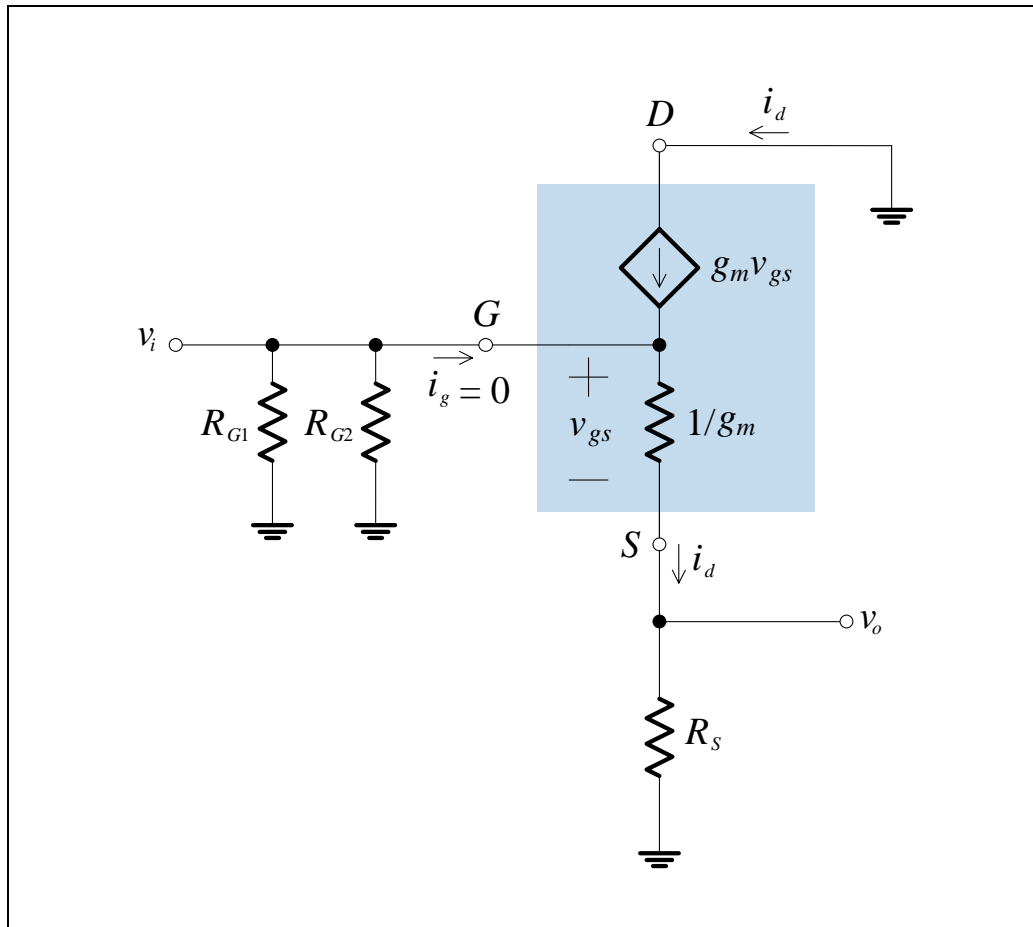 D
i_d
g_m v_gs
v_i
G
i_g = 0
R_G1
R_G2
+
v_gs
−
1/g_m
S
i_d
v_o
R_S